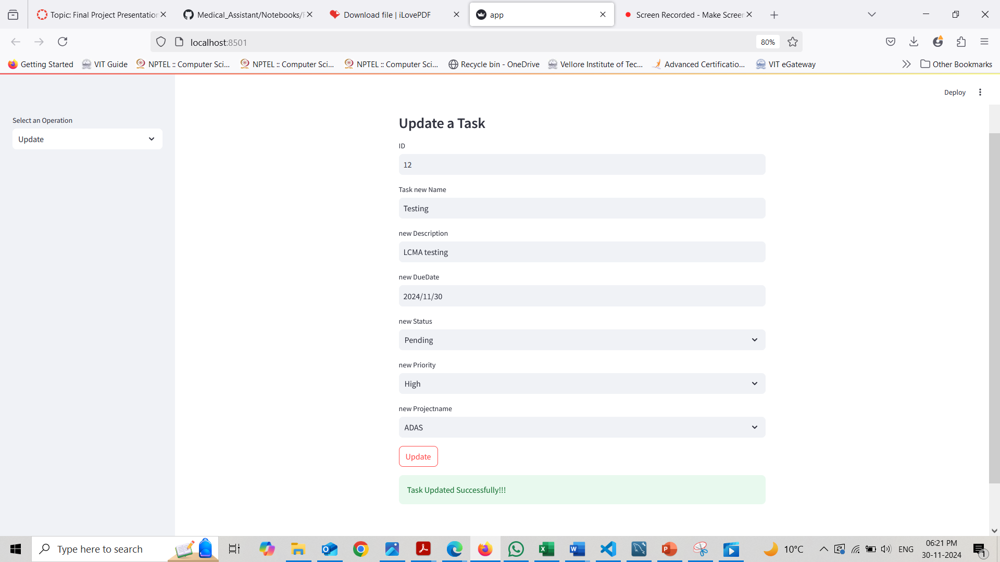 Topic: Final Project Presentation
Medical_Assistant/Notebooks/
Download file | iLovePDF
app
Screen Recorded - Make Screen
localhost:8501
80%
Getting Started
VIT Guide
NPTEL :: Computer Sci...
NPTEL :: Computer Sci...
NPTEL :: Computer Sci...
Recycle bin - OneDrive
Vellore Institute of Tec...
Advanced Certificatio...
VIT eGateway
Other Bookmarks
Deploy
Select an Operation
Update
Update a Task
ID
12
Task new Name
Testing
new Description
LCMA testing
new DueDate
2024/11/30
new Status
Pending
new Priority
High
new Projectname
ADAS
Update
Task Updated Successfully!!!
Type here to search
10°C
ENG
06:21 PM
30-11-2024
1